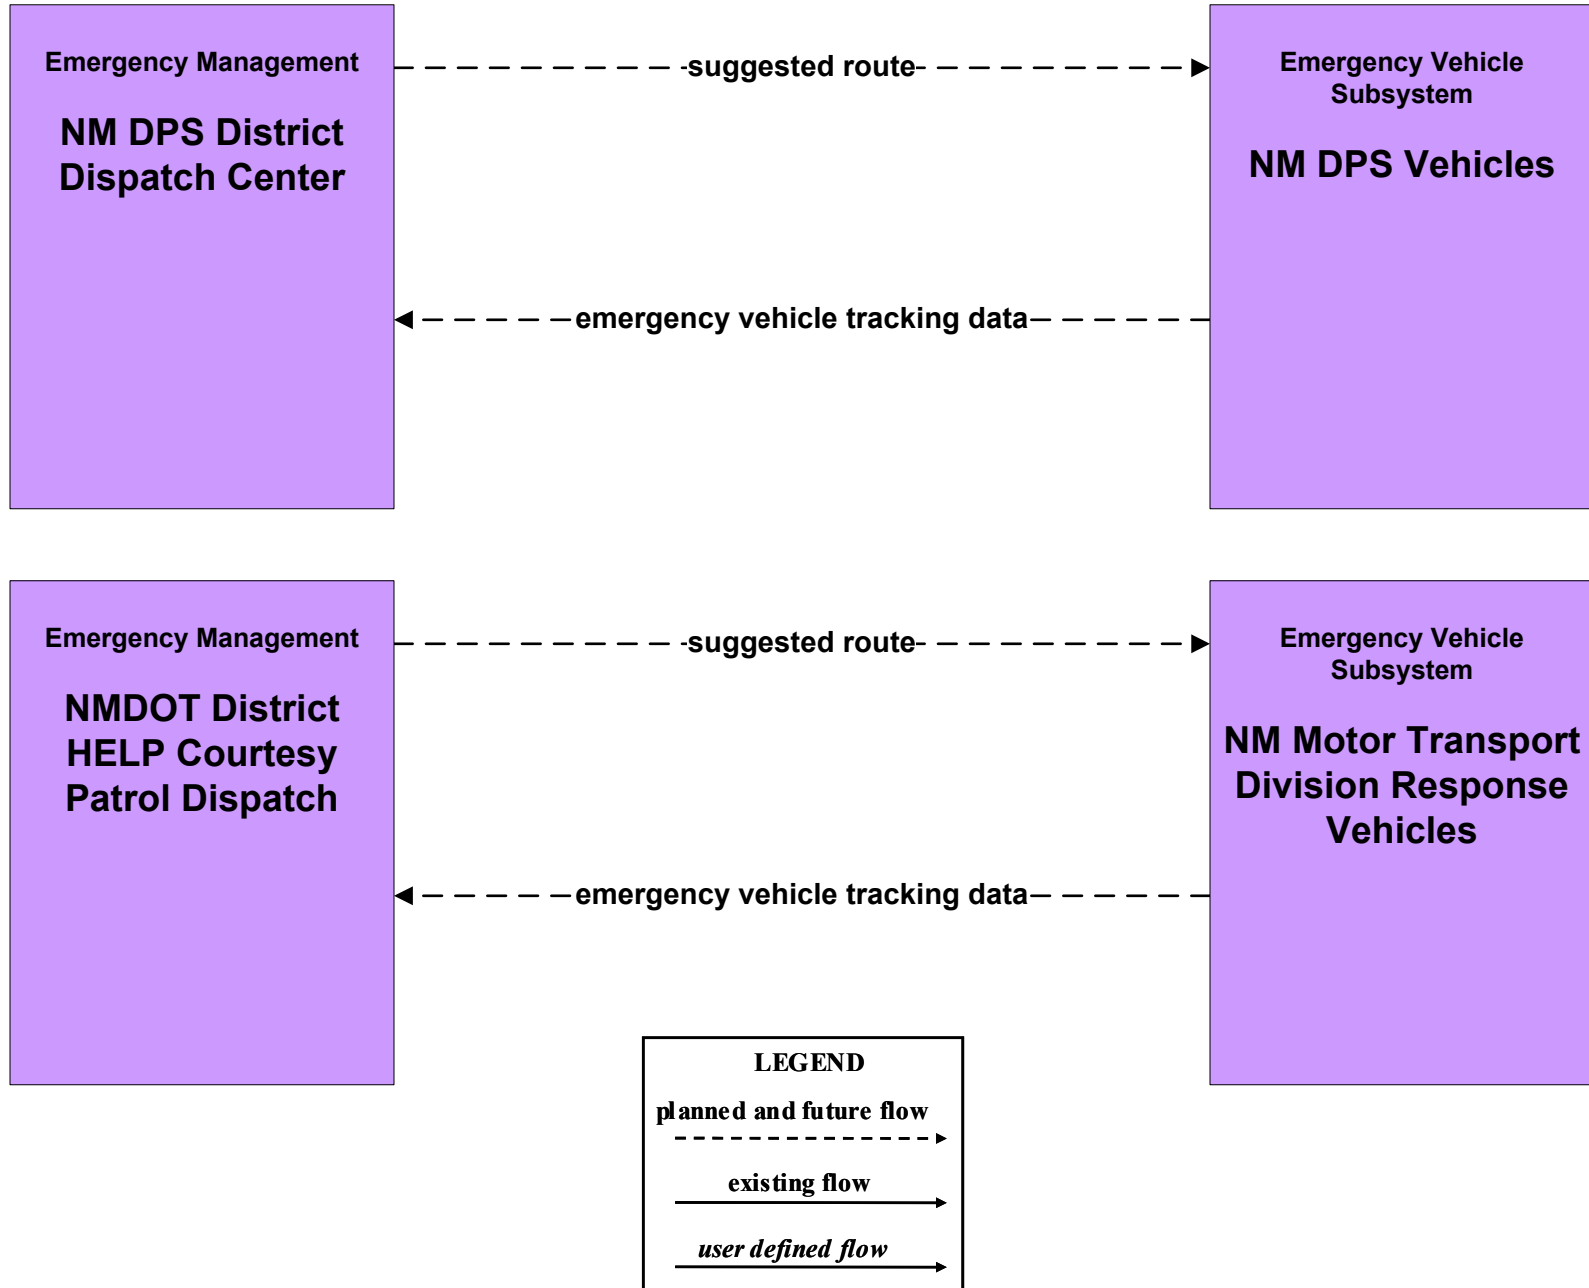 Emergency Management
NM DPS District
Dispatch Center
suggested route
emergency vehicle tracking data
Emergency Vehicle
Subsystem
NM DPS Vehicles
Emergency Management
NMDOT District
HELP Courtesy
Patrol Dispatch
suggested route
emergency vehicle tracking data
Emergency Vehicle
Subsystem
NM Motor Transport
Division Response
Vehicles
LEGEND
planned and future flow
existing flow
user defined flow